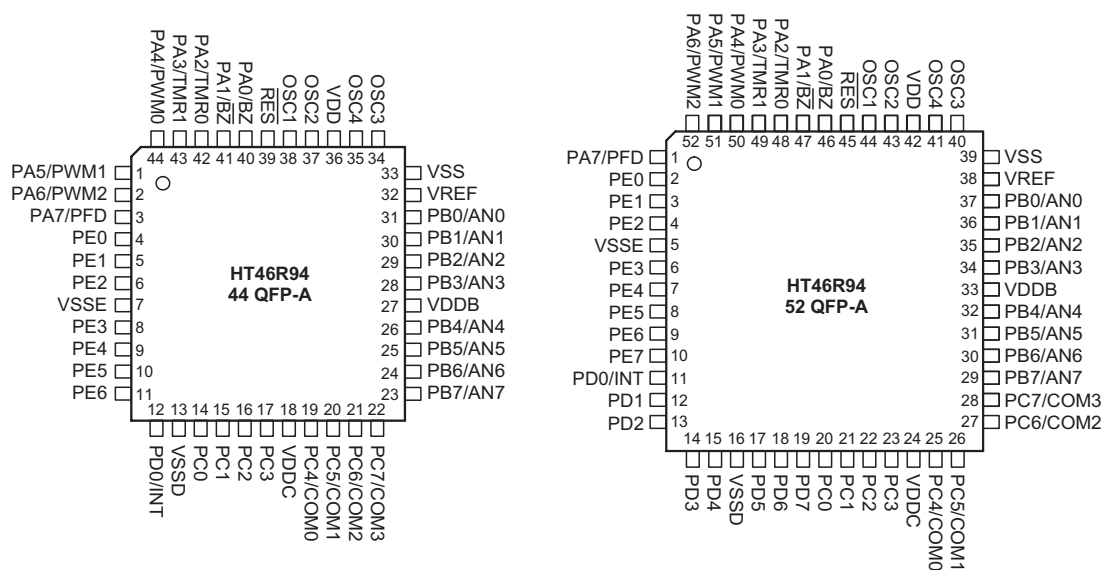 PA4/PWM0
PA3/TMR1
PA2/TMR0
PA1/BZ
PA0/BZ
RES
OSC1
OSC2
VDD
OSC4
OSC3
44 43 42 41 40 39 38 37 36 35 34
PA5/PWM1 1
PA6/PWM2 2
PA7/PFD 3
PE0 4
PE1 5
PE2 6
VSSE 7
PE3 8
PE4 9
PE5 10
PE6 11
HT46R94
44 QFP-A
33 VSS
32 VREF
31 PB0/AN0
30 PB1/AN1
29 PB2/AN2
28 PB3/AN3
27 VDDB
26 PB4/AN4
25 PB5/AN5
24 PB6/AN6
23 PB7/AN7
12 13 14 15 16 17 18 19 20 21 22
PD0/INT
VSSD
PC0
PC1
PC2
PC3
VDDC
PC4/COM0
PC5/COM1
PC6/COM2
PC7/COM3
PA6/PWM2
PA5/PWM1
PA4/PWM0
PA3/TMR1
PA2/TMR0
PA1/BZ
PA0/BZ
RES
OSC1
OSC2
VDD
OSC4
OSC3
52 51 50 49 48 47 46 45 44 43 42 41 40
PA7/PFD 1
PE0 2
PE1 3
PE2 4
VSSE 5
PE3 6
PE4 7
PE5 8
PE6 9
PE7 10
PD0/INT 11
PD1 12
PD2 13
HT46R94
52 QFP-A
39 VSS
38 VREF
37 PB0/AN0
36 PB1/AN1
35 PB2/AN2
34 PB3/AN3
33 VDDB
32 PB4/AN4
31 PB5/AN5
30 PB6/AN6
29 PB7/AN7
28 PC7/COM3
27 PC6/COM2
14 15 16 17 18 19 20 21 22 23 24 25 26
PD3
PD4
VSSD
PD5
PD6
PD7
PC0
PC1
PC2
PC3
VDDC
PC4/COM0
PC5/COM1